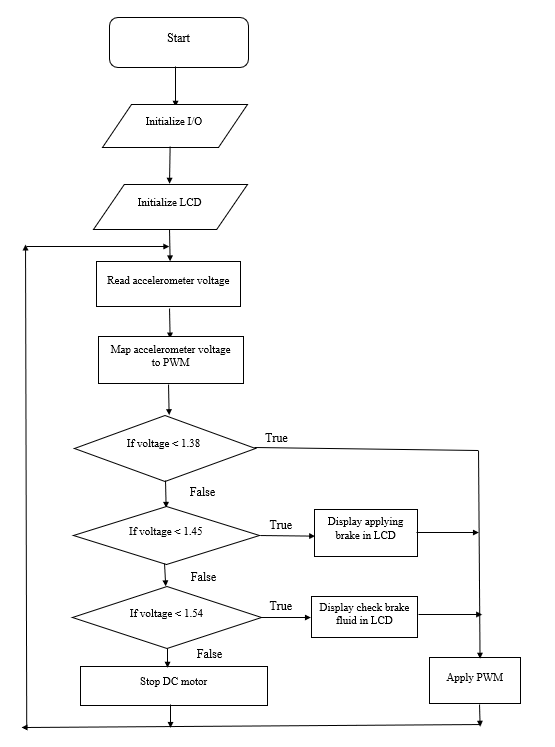 Start
Initialize I/O
Initialize LCD
Read accelerometer voltage
Map accelerometer voltage
to PWM
If voltage < 1.38
True
False
If voltage < 1.45
True
Display applying
brake in LCD
False
If voltage < 1.54
True
Display check brake
fluid in LCD
False
Stop DC motor
Apply PWM